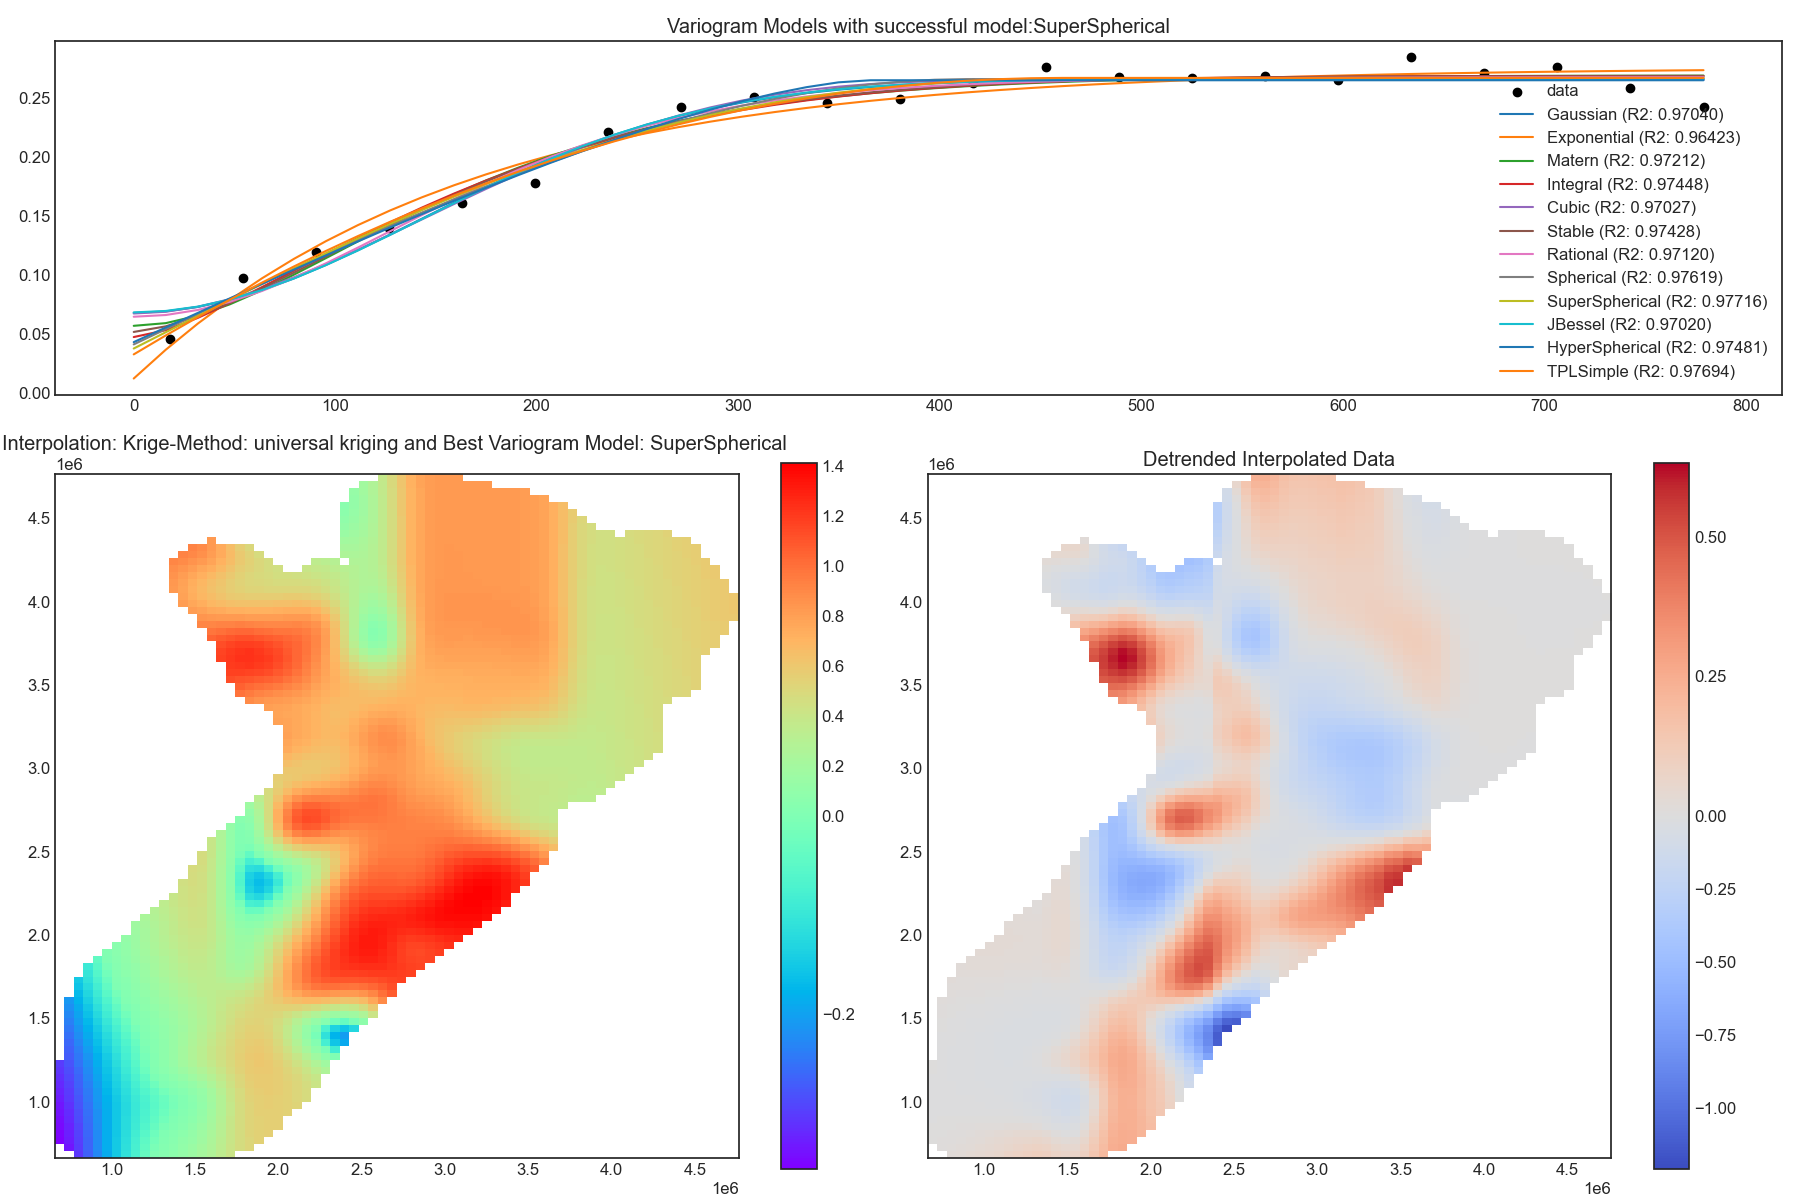 Variogram Models with successful model:SuperSpherical
0.25
0.20
0.15
0.10
0.05
0.00
0 100 200 300 400 500 600 700 800
data
Gaussian (R2: 0.97040)
Exponential (R2: 0.96423)
Matern (R2: 0.97212)
Integral (R2: 0.97448)
Cubic (R2: 0.97027)
Stable (R2: 0.97428)
Rational (R2: 0.97120)
Spherical (R2: 0.97619)
SuperSpherical (R2: 0.97716)
JBessel (R2: 0.97020)
HyperSpherical (R2: 0.97481)
TPLSimple (R2: 0.97694)
Interpolation: Krige-Method: universal kriging and Best Variogram Model: SuperSpherical
1e6
4.5
4.0
3.5
3.0
2.5
2.0
1.5
1.0
1.0 1.5 2.0 2.5 3.0 3.5 4.0 4.5
1e6
1.4
1.2
1.0
0.8
0.6
0.4
0.2
0.0
−0.2
Detrended Interpolated Data
1e6
4.5
4.0
3.5
3.0
2.5
2.0
1.5
1.0
1.0 1.5 2.0 2.5 3.0 3.5 4.0 4.5
1e6
0.50
0.25
0.00
−0.25
−0.50
−0.75
−1.00